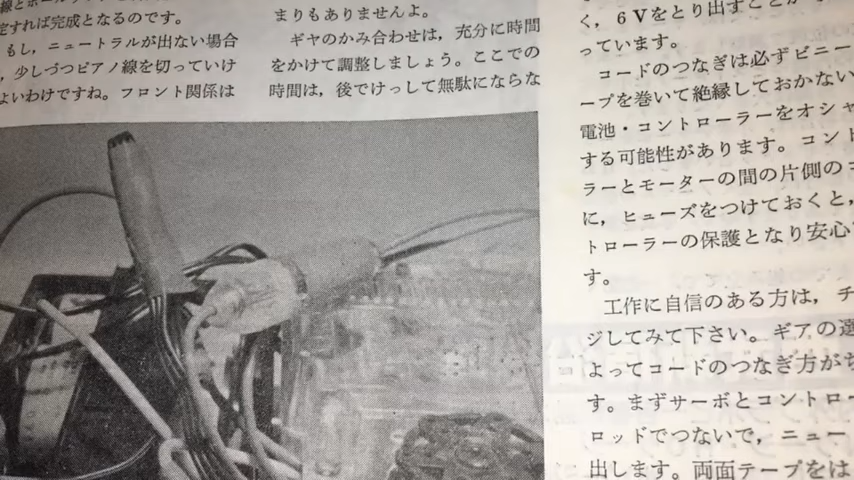 定すれば完成となるのです。
もし，ニュートラルが出ない場合
，少しづつピアノ線を切っていけ
よいわけですね。フロント関係は
まりもありませんよ。
ギヤのかみ合わせは，充分に時間
をかけて調整しましょう。ここでの
時間は，後でけっして無駄にならな
く，６Ｖをとり出すことが
っています。
コードのつなぎは必ずビニー
ープを巻いて絶縁しておかない
電池・コントローラーをオシャ
する可能性があります。コント
ラーとモーターの間の片側の
に，ヒューズをつけておくと，
トローラーの保護となり安心
す。
工作に自信のある方は，チ
ジしてみて下さい。ギアの選
よってコードのつなぎ方が
す。まずサーボとコントロー
ロッドでつないで，ニュー
出します。両面テープをは